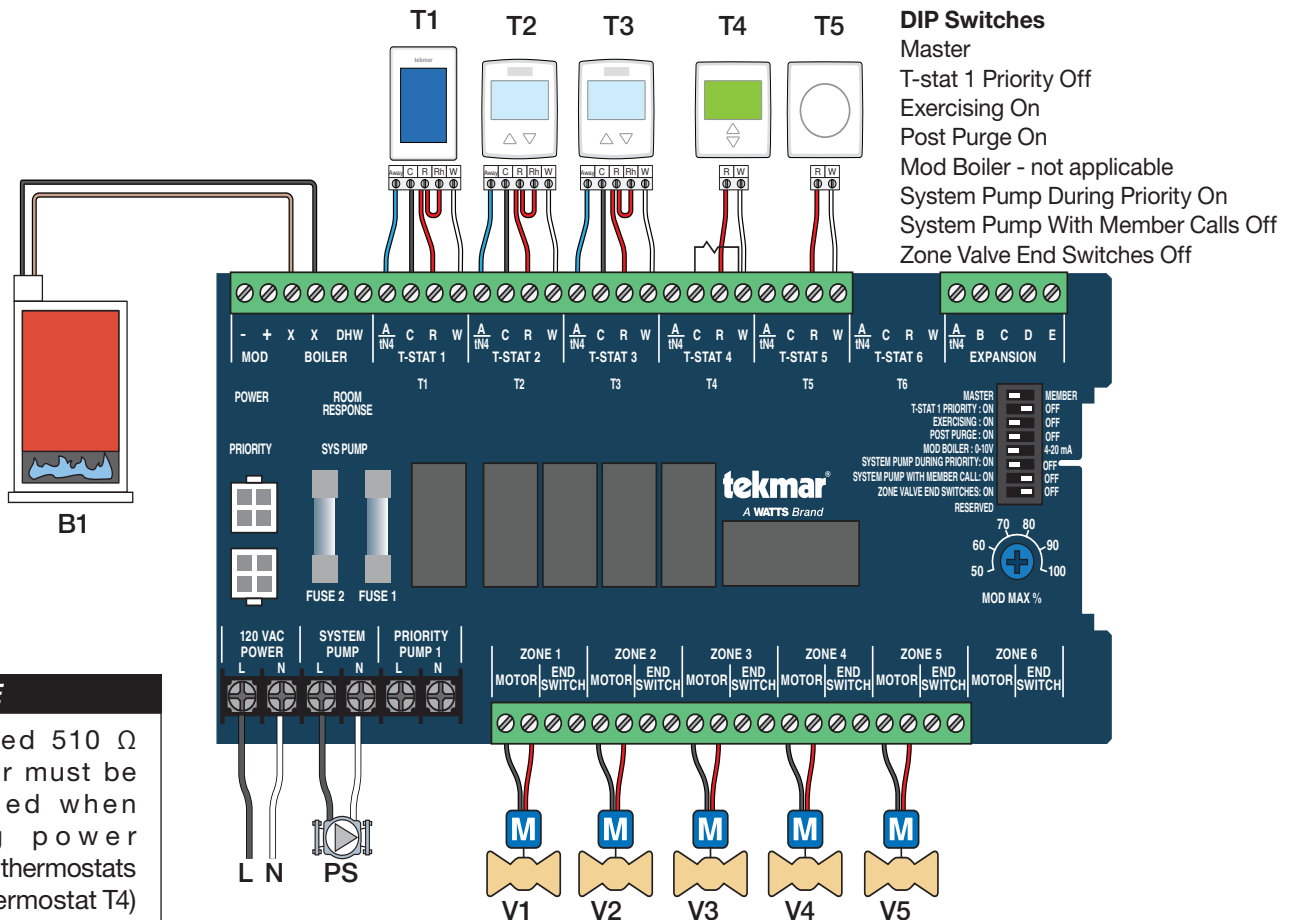 T1 T2 T3 T4 T5
DIP Switches
Master
T-stat 1 Priority Off
Exercising On
Post Purge On
Mod Boiler - not applicable
System Pump During Priority On
System Pump With Member Calls Off
Zone Valve End Switches Off
tekmar
Away C R Rh W
Away C R Rh W
Away C R Rh W
R W
R W
B1
- + X X DHW
MOD BOILER
A/tN4 C R W
T-STAT 1
A/tN4 C R W
T-STAT 2
A/tN4 C R W
T-STAT 3
A/tN4 C R W
T-STAT 4
A/tN4 C R W
T-STAT 5
A/tN4 C R W
T-STAT 6
A/tN4 B C D E
EXPANSION
T1 T2 T3 T4 T5 T6
POWER
ROOM RESPONSE
PRIORITY
SYS PUMP
MASTER MEMBER
T-STAT 1 PRIORITY : ON OFF
EXERCISING : ON OFF
POST PURGE : ON OFF
MOD BOILER : 0-10V 4-20 mA
SYSTEM PUMP DURING PRIORITY: ON OFF
SYSTEM PUMP WITH MEMBER CALL: ON OFF
ZONE VALVE END SWITCHES: ON OFF
RESERVED
tekmar®
A WATTS Brand
50 60 70 80 90 100
MOD MAX %
FUSE 2 FUSE 1
120 VAC POWER
L N
SYSTEM PUMP
L N
PRIORITY PUMP 1
L N
ZONE 1
MOTOR END SWITCH
ZONE 2
MOTOR END SWITCH
ZONE 3
MOTOR END SWITCH
ZONE 4
MOTOR END SWITCH
ZONE 5
MOTOR END SWITCH
ZONE 6
MOTOR END SWITCH
L N PS
M M M M M
V1 V2 V3 V4 V5
E
ed 510 Ω
r must be
ed when
g power
thermostats
ermostat T4)